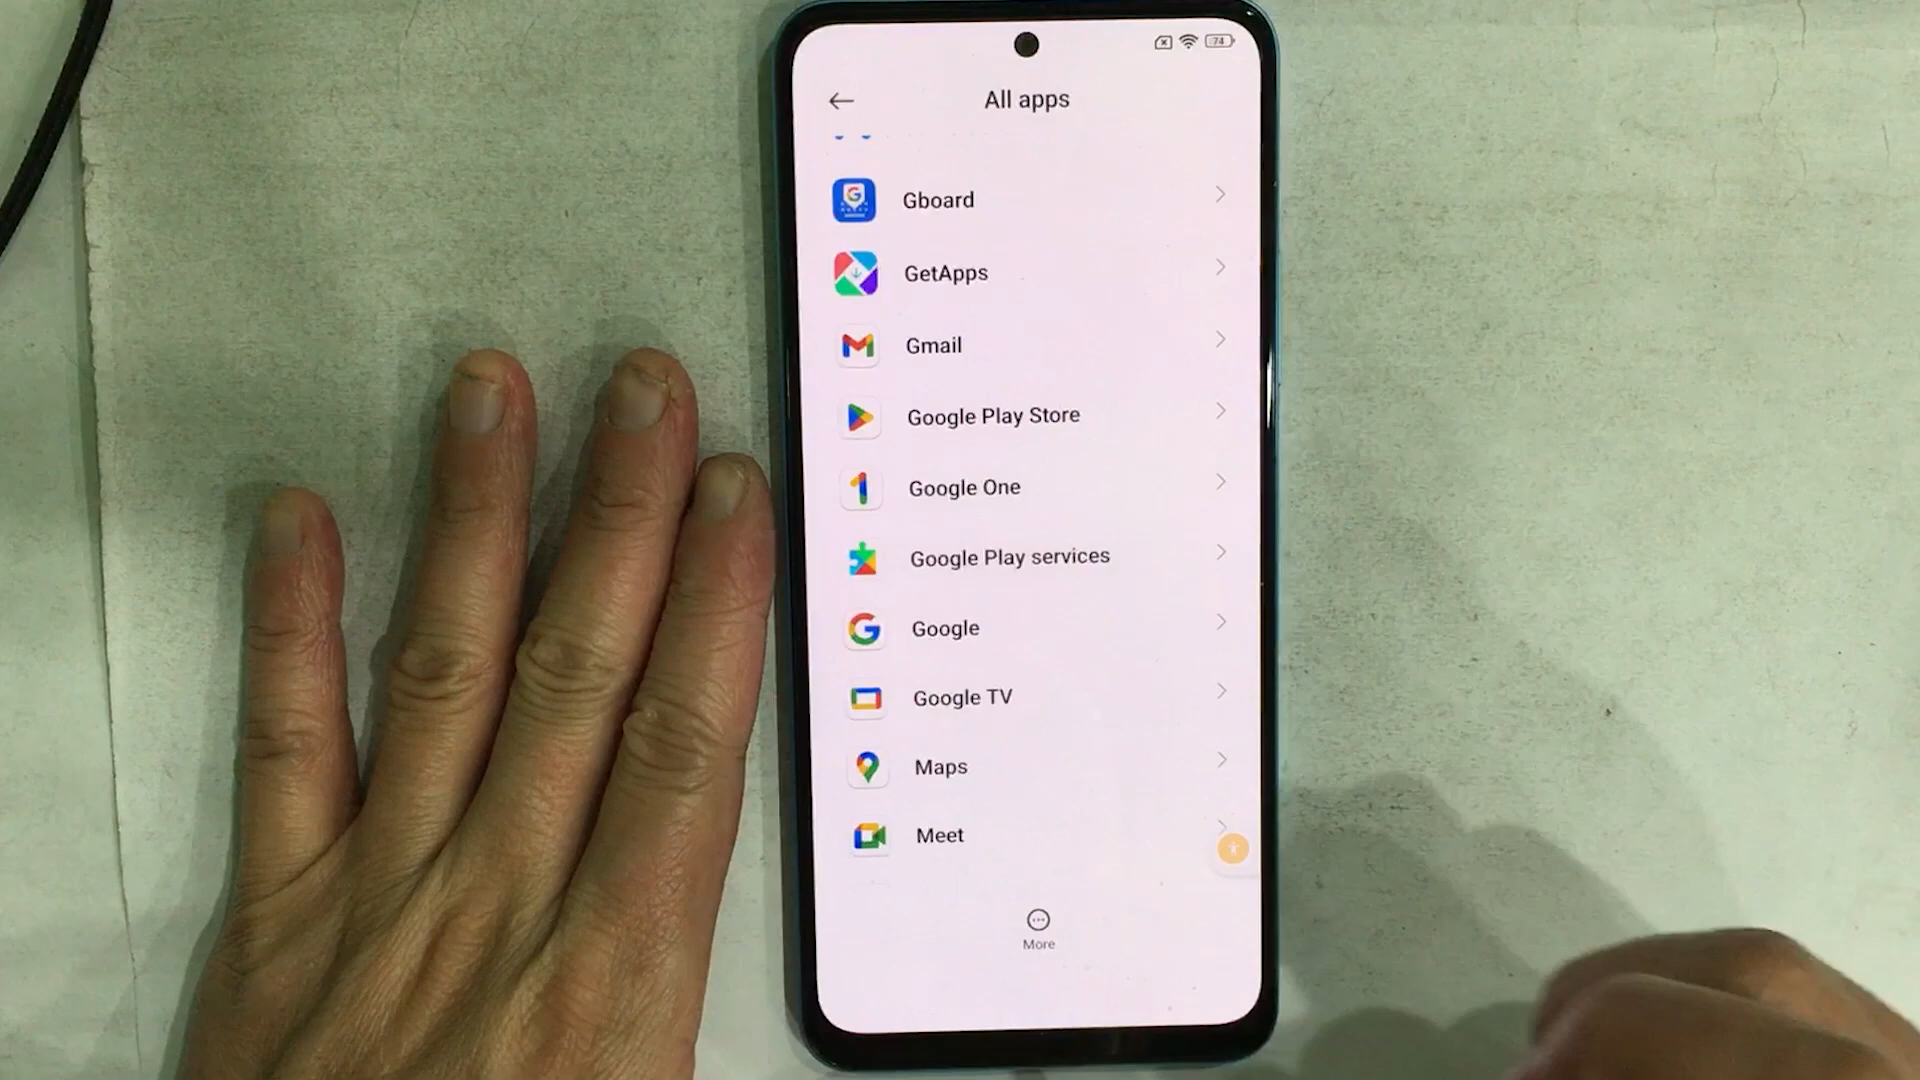 74
All apps
Gboard
GetApps
Gmail
Google Play Store
Google One
Google Play services
Google
Google TV
Maps
Meet
More